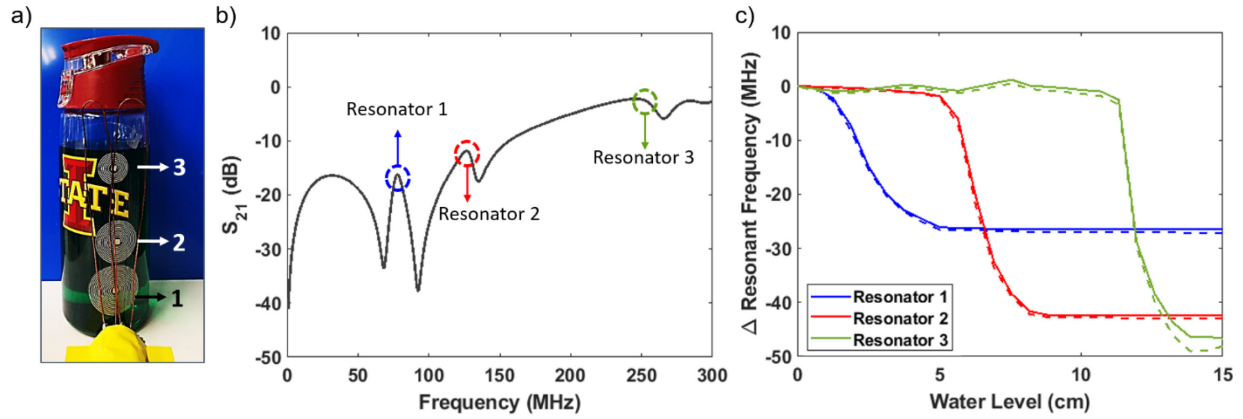 a)
3
I
STATE
2
1
b)
10
0
-10
-20
-30
-40
-50
S21 (dB)
0
50
100
150
200
250
300
Frequency (MHz)
Resonator 1
Resonator 2
Resonator 3
c)
10
0
-10
-20
-30
-40
-50
Δ Resonant Frequency (MHz)
0
5
10
15
Water Level (cm)
Resonator 1
Resonator 2
Resonator 3